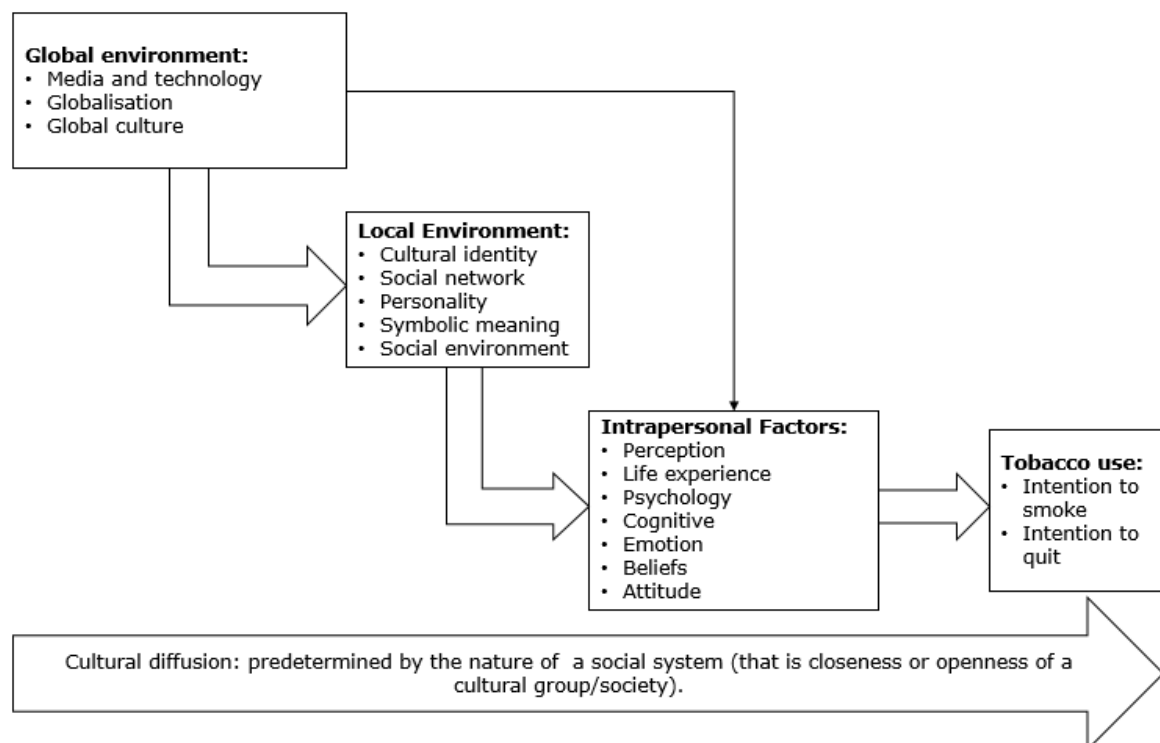 Global environment:
• Media and technology
• Globalisation
• Global culture
Local Environment:
• Cultural identity
• Social network
• Personality
• Symbolic meaning
• Social environment
Intrapersonal Factors:
• Perception
• Life experience
• Psychology
• Cognitive
• Emotion
• Beliefs
• Attitude
Tobacco use:
• Intention to
smoke
• Intention to
quit
Cultural diffusion: predetermined by the nature of a social system (that is closeness or openness of a
cultural group/society).